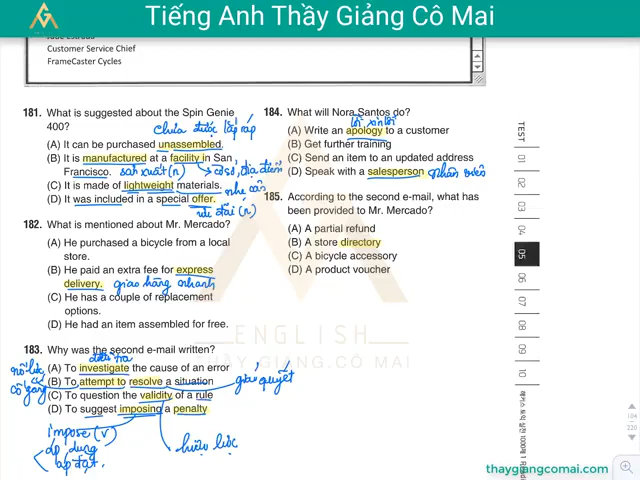 Tiếng Anh Thầy Giảng Cô Mai
Customer Service Chief
FrameCaster Cycles
181. What is suggested about the Spin Genie
400?
chưa được lắp ráp
(A) It can be purchased unassembled.
(B) It is manufactured at a facility in San
Francisco.
sản xuất (n)
cơ sở, địa điểm
(C) It is made of lightweight materials.
nhẹ cân
(D) It was included in a special offer.
ưu đãi (n)
182. What is mentioned about Mr. Mercado?
(A) He purchased a bicycle from a local
store.
(B) He paid an extra fee for express
delivery.
giao hàng nhanh
(C) He has a couple of replacement
options.
(D) He had an item assembled for free.
183. Why was the second e-mail written?
điều tra
(A) To investigate the cause of an error
nỗ lực
cố gắng
(B) To attempt to resolve a situation
giải quyết
(C) To question the validity of a rule
(D) To suggest imposing a penalty
impose (v)
áp dụng
áp đặt
hiệu lực
184. What will Nora Santos do?
lời xin lỗi
(A) Write an apology to a customer
(B) Get further training
(C) Send an item to an updated address
(D) Speak with a salesperson
nhân viên
185. According to the second e-mail, what has
been provided to Mr. Mercado?
(A) A partial refund
(B) A store directory
(C) A bicycle accessory
(D) A product voucher
ENGLISH
THẦY GIẢNG CÔ MAI
TEST
01
02
03
04
05
06
07
08
09
10
194
220
thaygiangcomai.com